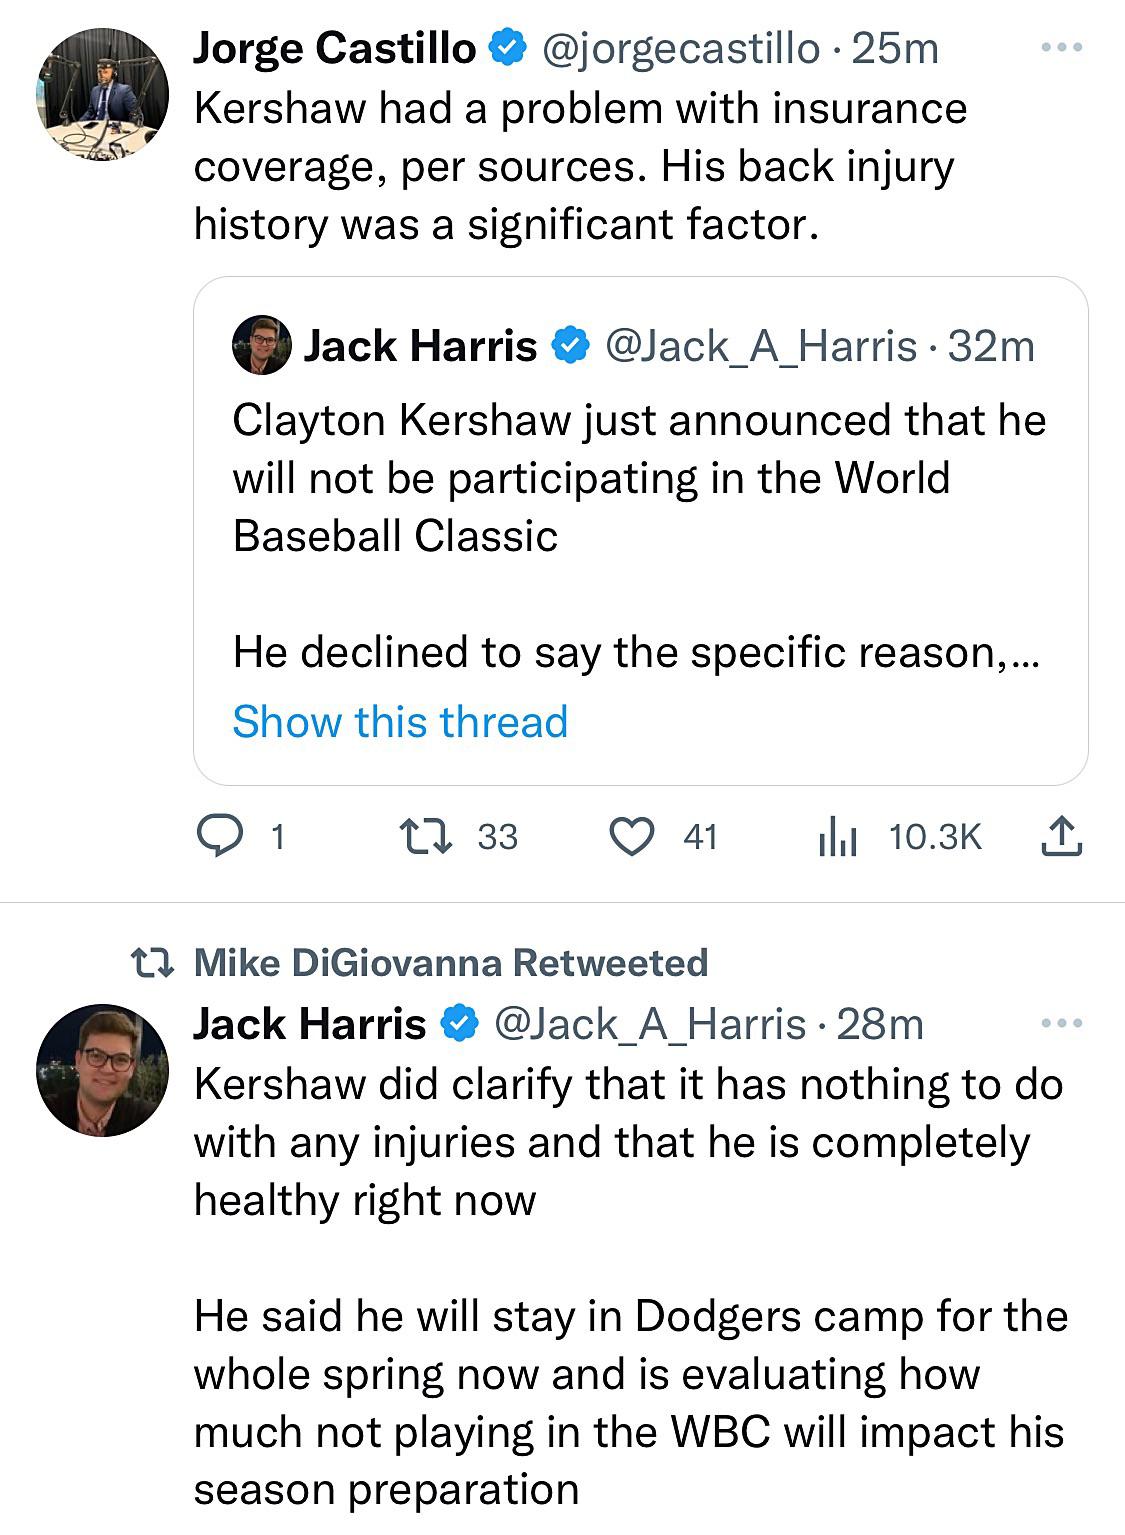 Jorge Castillo @jorgecastillo · 25m
Kershaw had a problem with insurance
coverage, per sources. His back injury
history was a significant factor.
Jack Harris @Jack_A_Harris · 32m
Clayton Kershaw just announced that he
will not be participating in the World
Baseball Classic
He declined to say the specific reason,...
Show this thread
1 33 41 10.3K
Mike DiGiovanna Retweeted
Jack Harris @Jack_A_Harris · 28m
Kershaw did clarify that it has nothing to do
with any injuries and that he is completely
healthy right now
He said he will stay in Dodgers camp for the
whole spring now and is evaluating how
much not playing in the WBC will impact his
season preparation